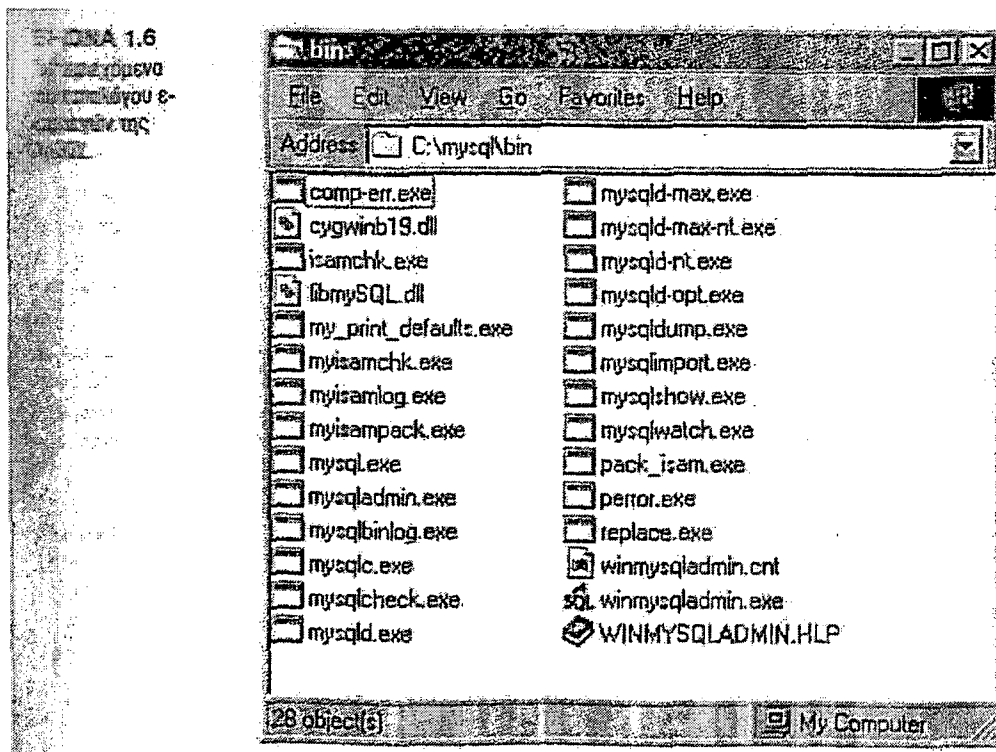 1.6
bin
File Edit View Go Favorites Help
Address C:\mysql\bin
comp-err.exe
cygwinb19.dll
isamchk.exe
libmySQL.dll
my_print_defaults.exe
myisamchk.exe
myisamlog.exe
myisampack.exe
mysql.exe
mysqladmin.exe
mysqlbinlog.exe
mysqlc.exe
mysqlcheck.exe
mysqld.exe
mysqld-max.exe
mysqld-max-nt.exe
mysqld-nt.exe
mysqld-opt.exe
mysqldump.exe
mysqlimport.exe
mysqlshow.exe
mysqlwatch.exe
pack_isam.exe
perror.exe
replace.exe
winmysqladmin.cnt
winmysqladmin.exe
WINMYSQLADMIN.HLP
28 object(s) My Computer